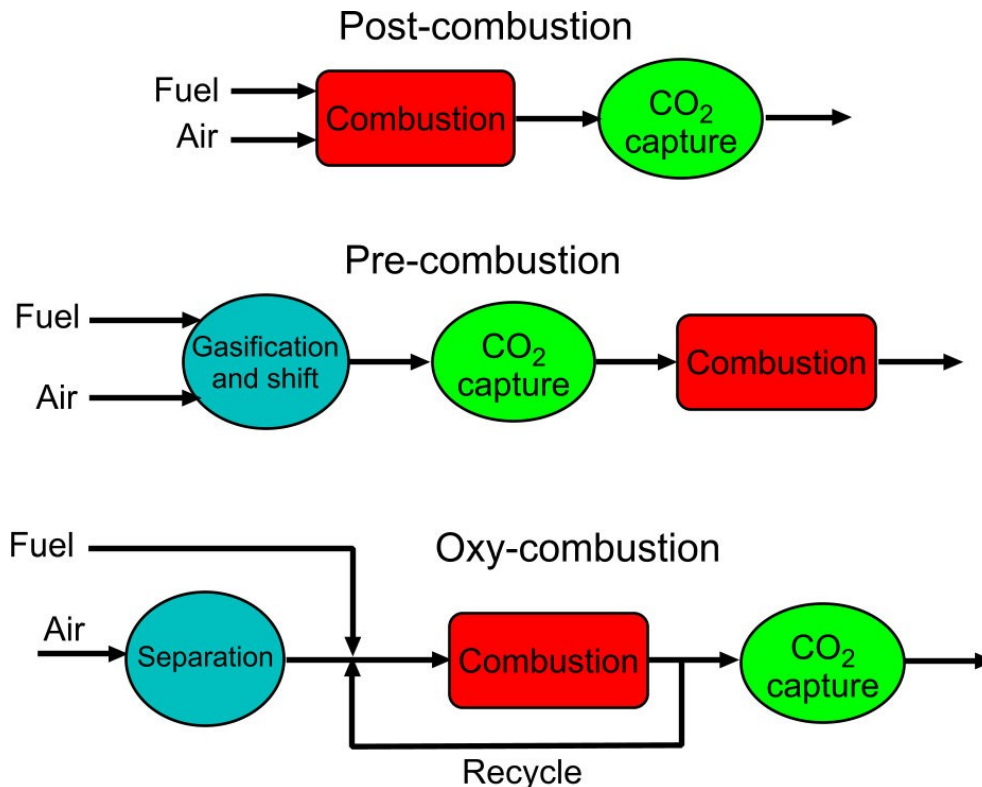 Post-combustion
Fuel
Air
Combustion
CO₂
capture
Pre-combustion
Fuel
Air
Gasification
and shift
CO₂
capture
Combustion
Oxy-combustion
Fuel
Air
Separation
Combustion
CO₂
capture
Recycle